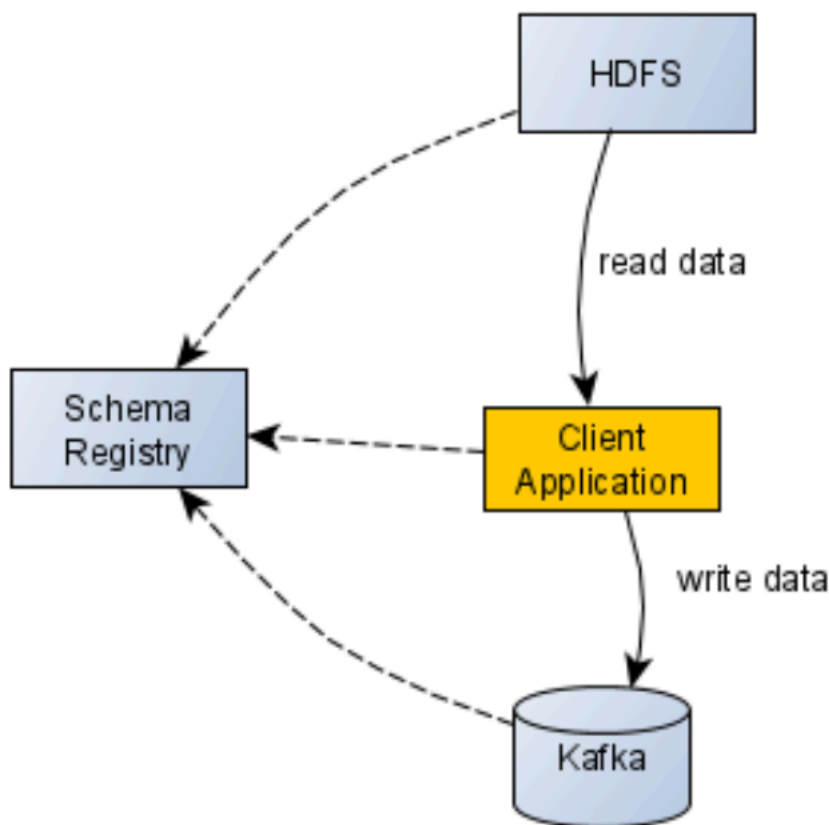 HDFS
read data
Schema
Registry
Client
Application
write data
Kafka